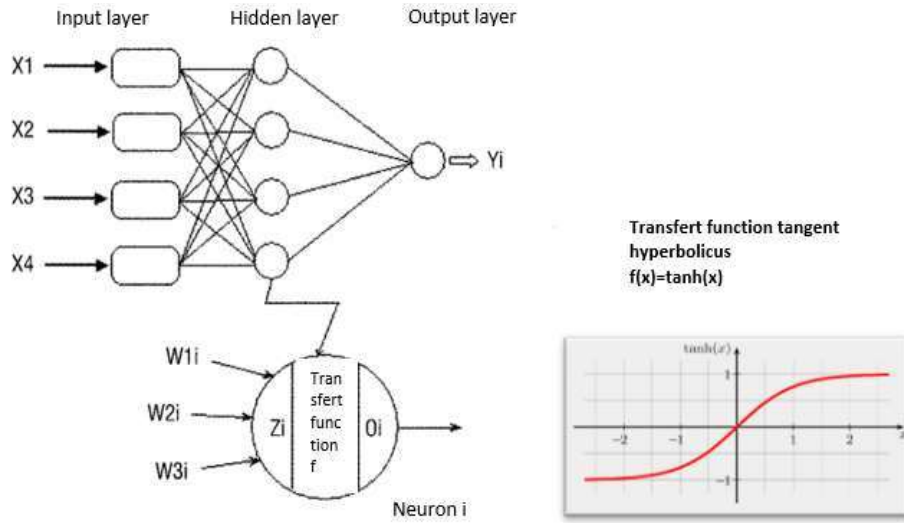 Input layer
Hidden layer
Output layer
X1
X2
X3
X4
Yi
Transfert function tangent
hyperbolicus
f(x)=tanh(x)
W1i
W2i
W3i
Zi
Tran
sfert
func
tion
f
Oi
Neuron i
tanh(x)
1
-2
-1
1
2
x
-1